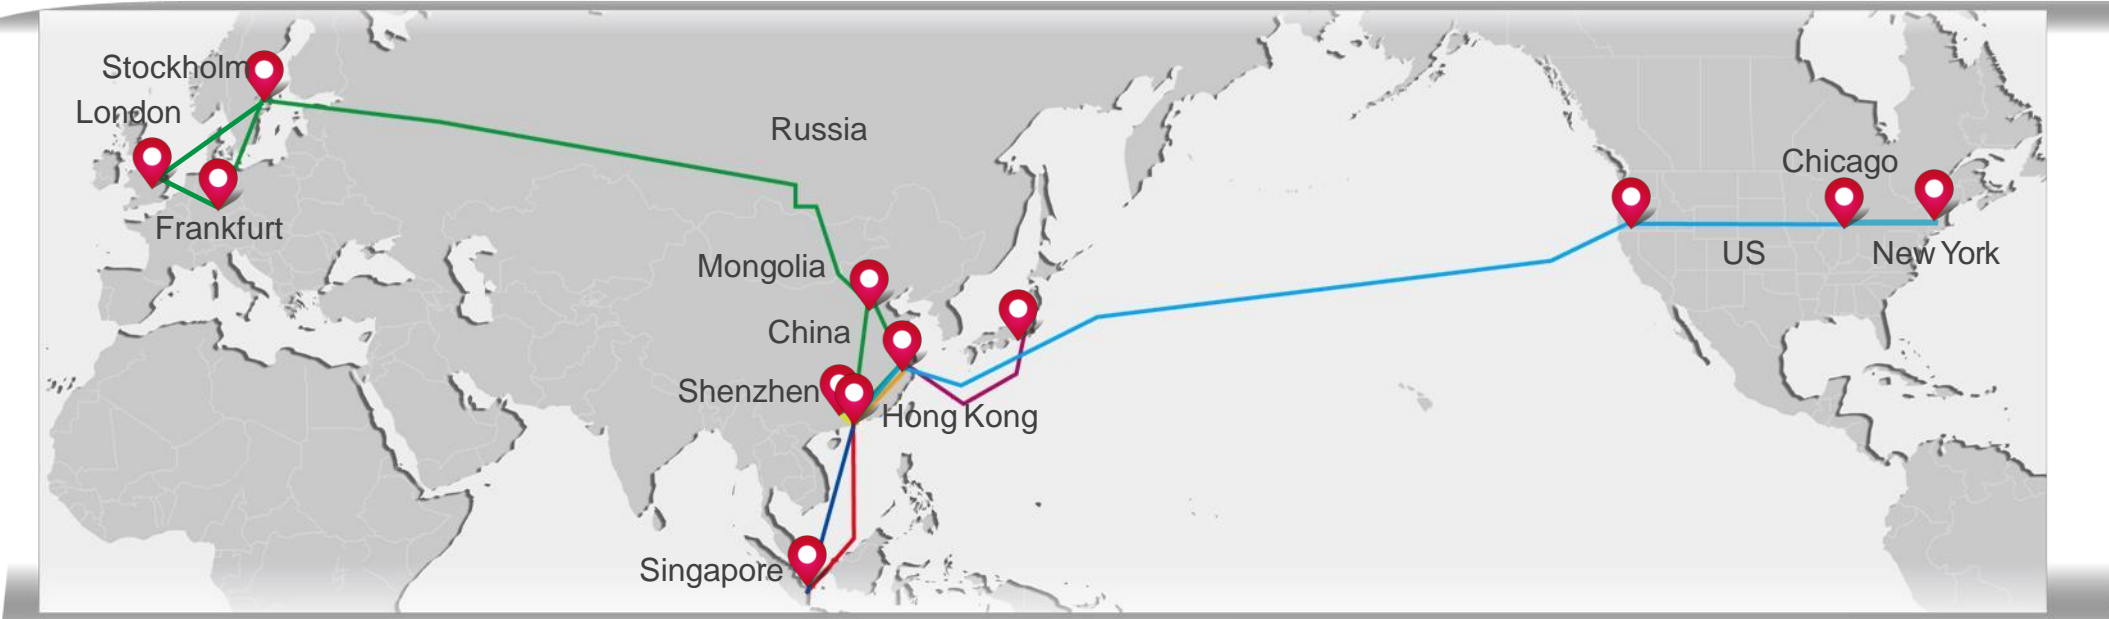 Stockholm
London
Frankfurt
Russia
Mongolia
China
Shenzhen
Hong Kong
Singapore
Chicago
US
New York